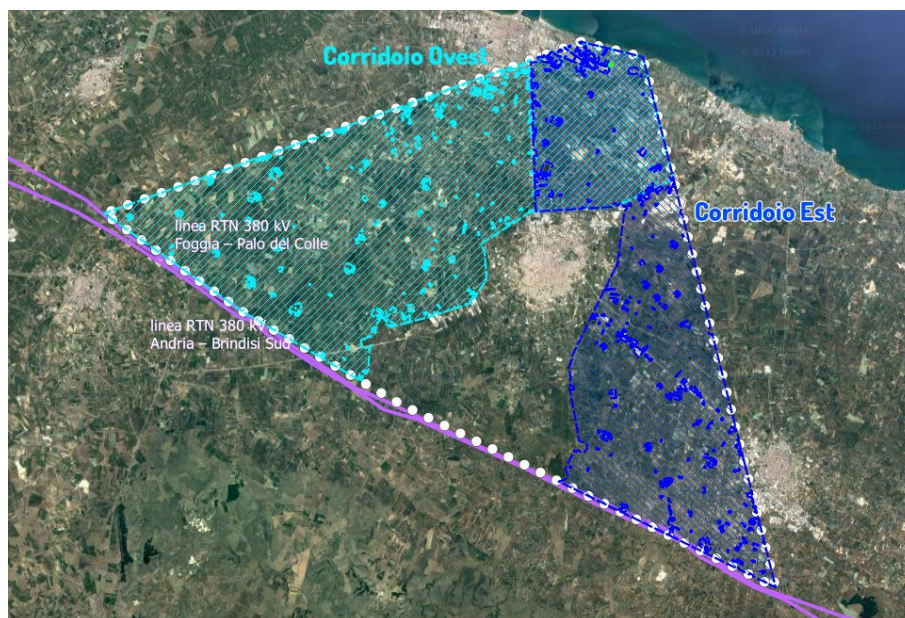 Corridoio Ovest
Corridoio Est
linea RTN 380 kV
Foggia – Palo del Colle
linea RTN 380 kV
Andria – Brindisi Sud